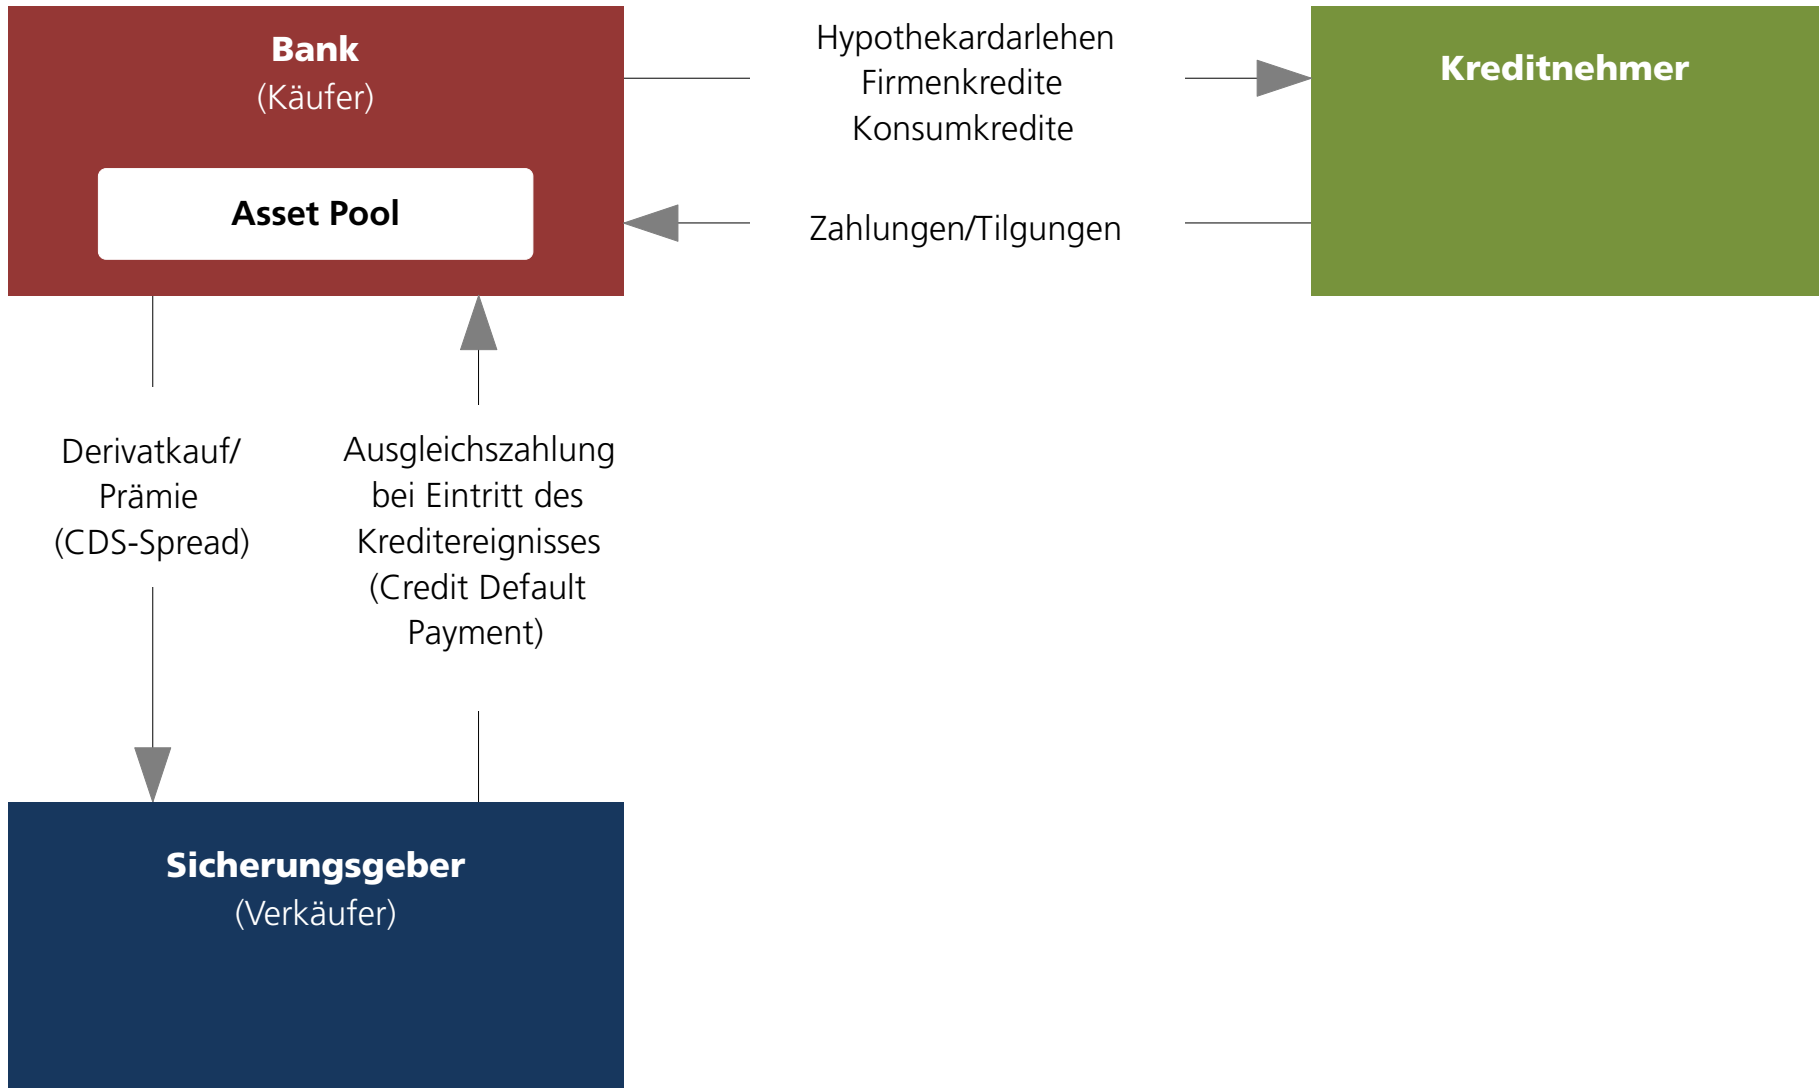 Bank
(Käufer)
Asset Pool
Hypothekardarlehen
Firmenkredite
Konsumkredite
Zahlungen/Tilgungen
Kreditnehmer
Derivatkauf/
Prämie
(CDS-Spread)
Ausgleichszahlung
bei Eintritt des
Kreditereignisses
(Credit Default
Payment)
Sicherungsgeber
(Verkäufer)